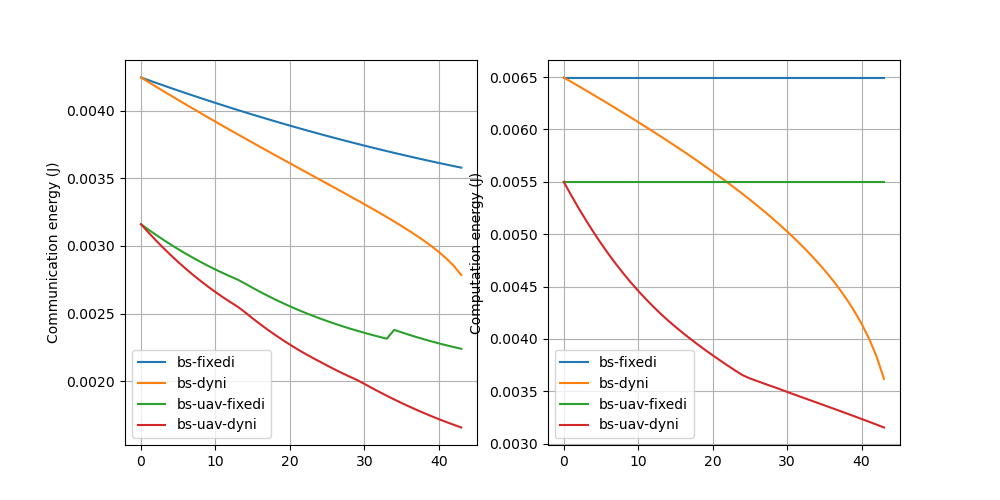 Communication energy (J)
0.0040
0.0035
0.0030
0.0025
0.0020
0
10
20
30
40
bs-fixedi
bs-dyni
bs-uav-fixedi
bs-uav-dyni
Computation energy (J)
0.0065
0.0060
0.0055
0.0050
0.0045
0.0040
0.0035
0.0030
0
10
20
30
40
bs-fixedi
bs-dyni
bs-uav-fixedi
bs-uav-dyni